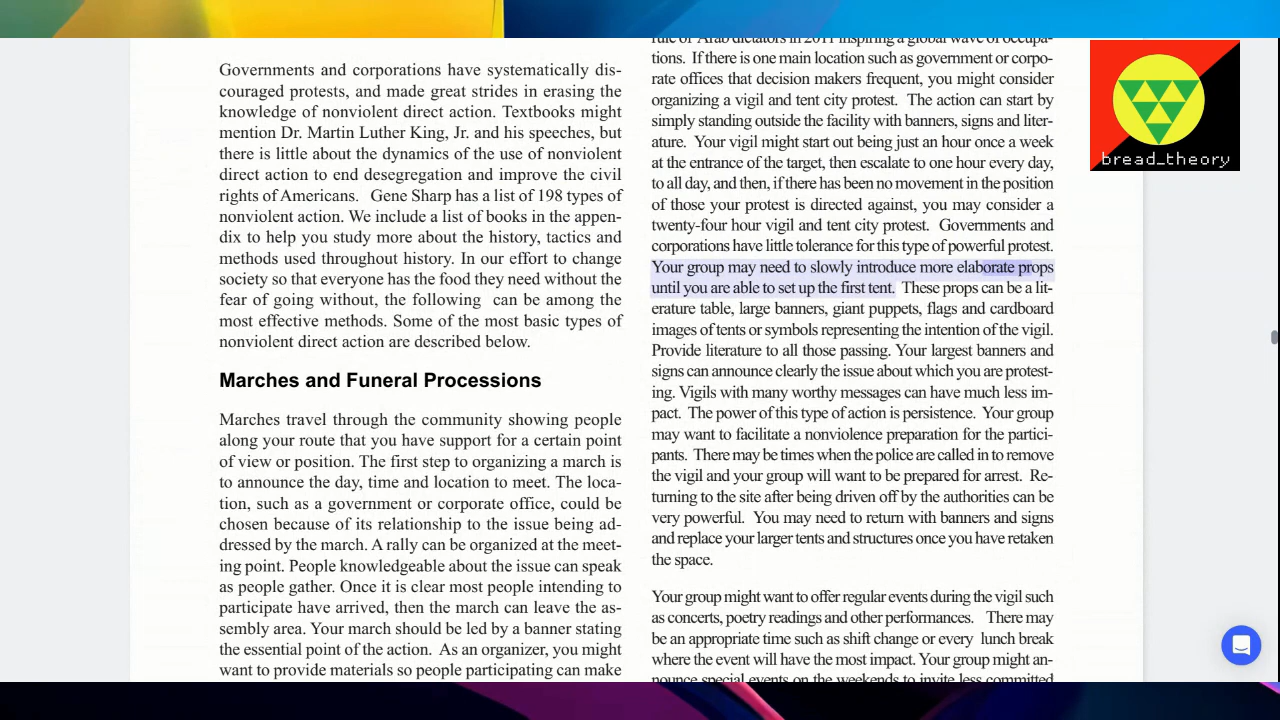 Governments and corporations have systematically dis-
couraged protests, and made great strides in erasing the
knowledge of nonviolent direct action. Textbooks might
mention Dr. Martin Luther King, Jr. and his speeches, but
there is little about the dynamics of the use of nonviolent
direct action to end desegregation and improve the civil
rights of Americans. Gene Sharp has a list of 198 types of
nonviolent action. We include a list of books in the appen-
dix to help you study more about the history, tactics and
methods used throughout history. In our effort to change
society so that everyone has the food they need without the
fear of going without, the following can be among the
most effective methods. Some of the most basic types of
nonviolent direct action are described below.
Marches and Funeral Processions
Marches travel through the community showing people
along your route that you have support for a certain point
of view or position. The first step to organizing a march is
to announce the day, time and location to meet. The loca-
tion, such as a government or corporate office, could be
chosen because of its relationship to the issue being ad-
dressed by the march. A rally can be organized at the meet-
ing point. People knowledgeable about the issue can speak
as people gather. Once it is clear most people intending to
participate have arrived, then the march can leave the as-
sembly area. Your march should be led by a banner stating
the essential point of the action. As an organizer, you might
want to provide materials so people participating can make
rule of Arab dictators in 2011 inspiring a global wave of occupa-
tions. If there is one main location such as government or corpo-
rate offices that decision makers frequent, you might consider
organizing a vigil and tent city protest. The action can start by
simply standing outside the facility with banners, signs and liter-
ature. Your vigil might start out being just an hour once a week
at the entrance of the target, then escalate to one hour every day,
to all day, and then, if there has been no movement in the position
of those your protest is directed against, you may consider a
twenty-four hour vigil and tent city protest. Governments and
corporations have little tolerance for this type of powerful protest.
Your group may need to slowly introduce more elaborate props
until you are able to set up the first tent. These props can be a lit-
erature table, large banners, giant puppets, flags and cardboard
images of tents or symbols representing the intention of the vigil.
Provide literature to all those passing. Your largest banners and
signs can announce clearly the issue about which you are protest-
ing. Vigils with many worthy messages can have much less im-
pact. The power of this type of action is persistence. Your group
may want to facilitate a nonviolence preparation for the partici-
pants. There may be times when the police are called in to remove
the vigil and your group will want to be prepared for arrest. Re-
turning to the site after being driven off by the authorities can be
very powerful. You may need to return with banners and signs
and replace your larger tents and structures once you have retaken
the space.
Your group might want to offer regular events during the vigil such
as concerts, poetry readings and other performances. There may
be an appropriate time such as shift change or every lunch break
where the event will have the most impact. Your group might an-
nounce special events on the weekends to invite less committed
bread_theory